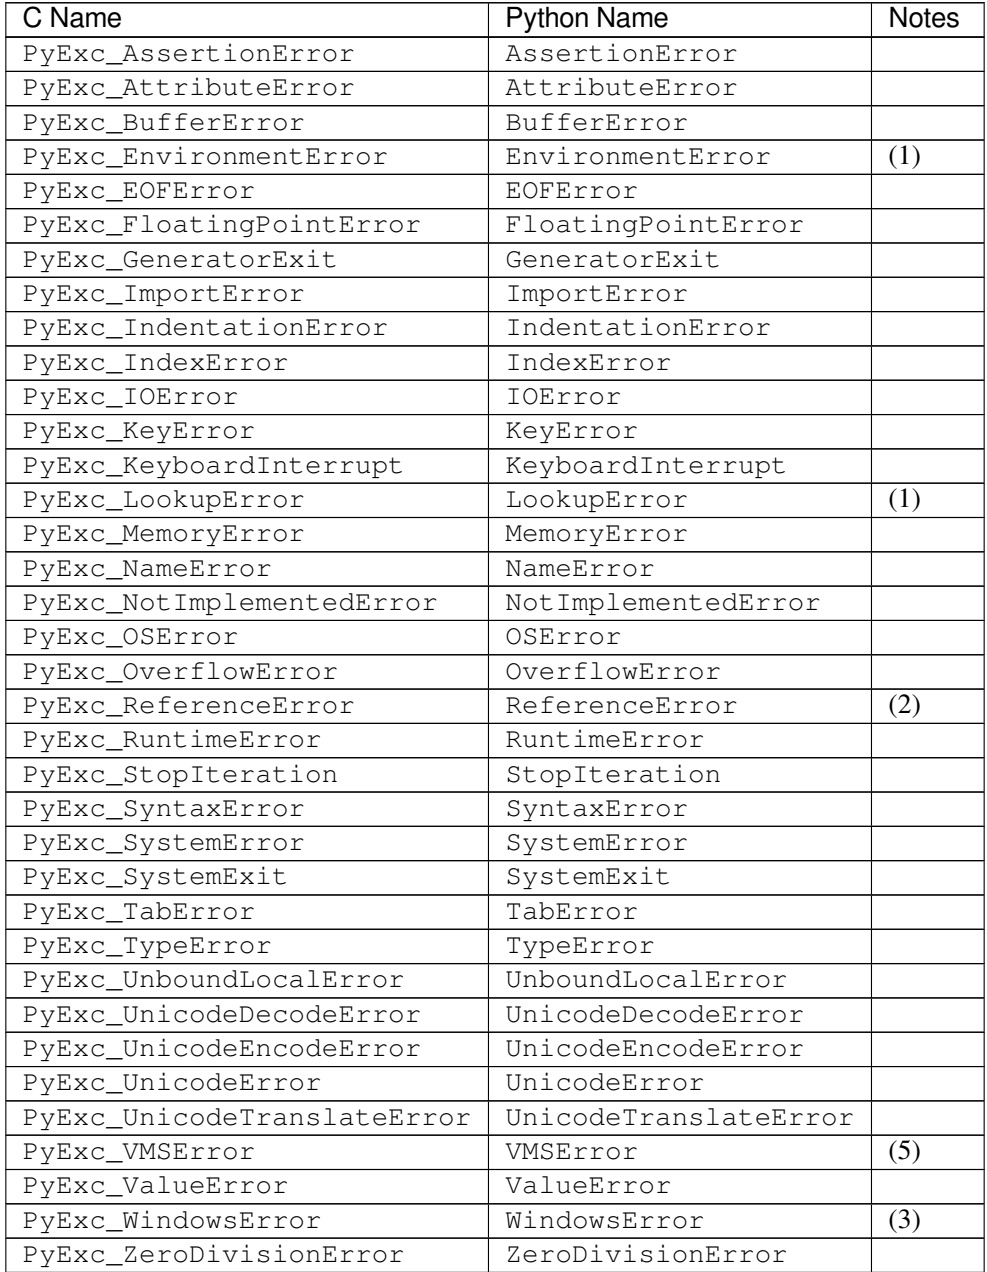 C Name Python Name Notes
PyExc_AssertionError AssertionError
PyExc_AttributeError AttributeError
PyExc_BufferError BufferError
PyExc_EnvironmentError EnvironmentError (1)
PyExc_EOFError EOFError
PyExc_FloatingPointError FloatingPointError
PyExc_GeneratorExit GeneratorExit
PyExc_ImportError ImportError
PyExc_IndentationError IndentationError
PyExc_IndexError IndexError
PyExc_IOError IOError
PyExc_KeyError KeyError
PyExc_KeyboardInterrupt KeyboardInterrupt
PyExc_LookupError LookupError (1)
PyExc_MemoryError MemoryError
PyExc_NameError NameError
PyExc_NotImplementedError NotImplementedError
PyExc_OSError OSError
PyExc_OverflowError OverflowError
PyExc_ReferenceError ReferenceError (2)
PyExc_RuntimeError RuntimeError
PyExc_StopIteration StopIteration
PyExc_SyntaxError SyntaxError
PyExc_SystemError SystemError
PyExc_SystemExit SystemExit
PyExc_TabError TabError
PyExc_TypeError TypeError
PyExc_UnboundLocalError UnboundLocalError
PyExc_UnicodeDecodeError UnicodeDecodeError
PyExc_UnicodeEncodeError UnicodeEncodeError
PyExc_UnicodeError UnicodeError
PyExc_UnicodeTranslateError UnicodeTranslateError
PyExc_VMSError VMSError (5)
PyExc_ValueError ValueError
PyExc_WindowsError WindowsError (3)
PyExc_ZeroDivisionError ZeroDivisionError